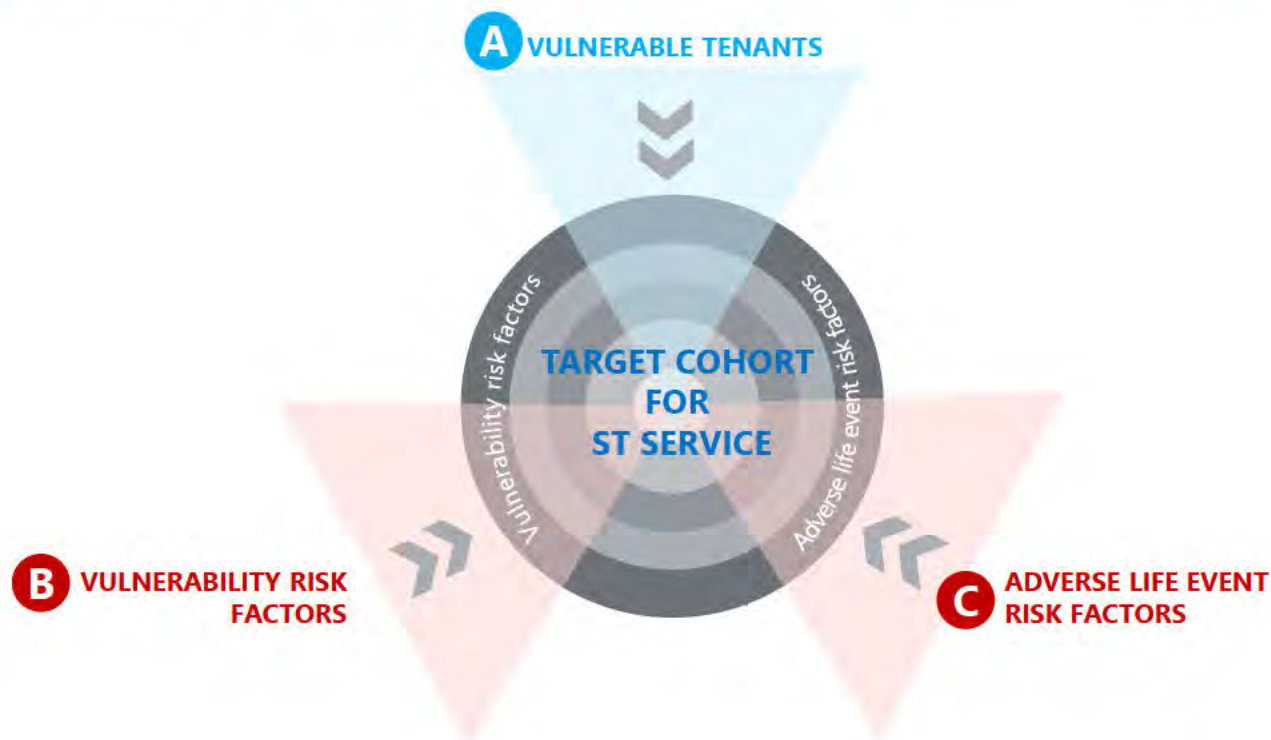 A
VULNERABLE TENANTS
Vulnerability risk factors
Adverse life event risk factors
TARGET COHORT
FOR
ST SERVICE
B
VULNERABILITY RISK
FACTORS
C
ADVERSE LIFE EVENT
RISK FACTORS